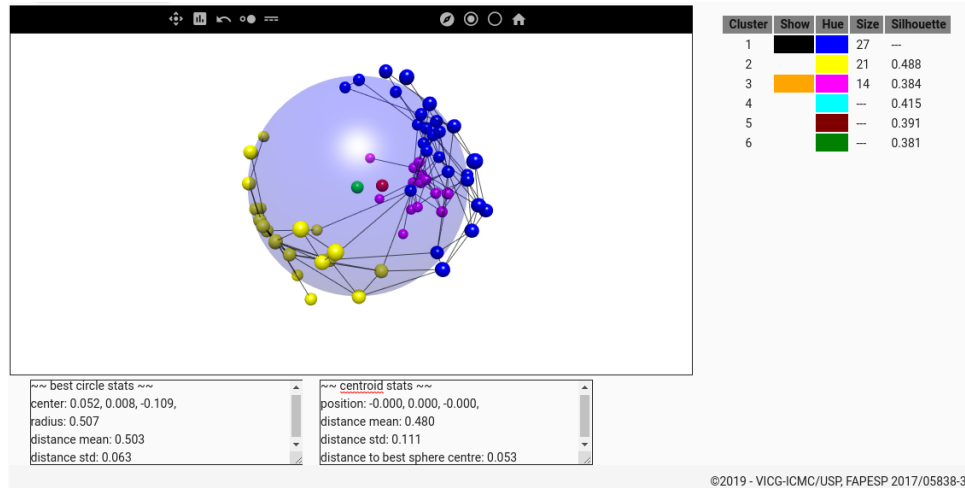 Cluster Show Hue Size Silhouette
1 27 ---
2 21 0.488
3 14 0.384
4 --- 0.415
5 --- 0.391
6 --- 0.381
~~ best circle stats ~~
center: 0.052, 0.008, -0.109,
radius: 0.507
distance mean: 0.503
distance std: 0.063
~~ centroid stats ~~
position: -0.000, 0.000, -0.000,
distance mean: 0.480
distance std: 0.111
distance to best sphere centre: 0.053
©2019 - VICG-ICMC/USP, FAPESP 2017/05838-3